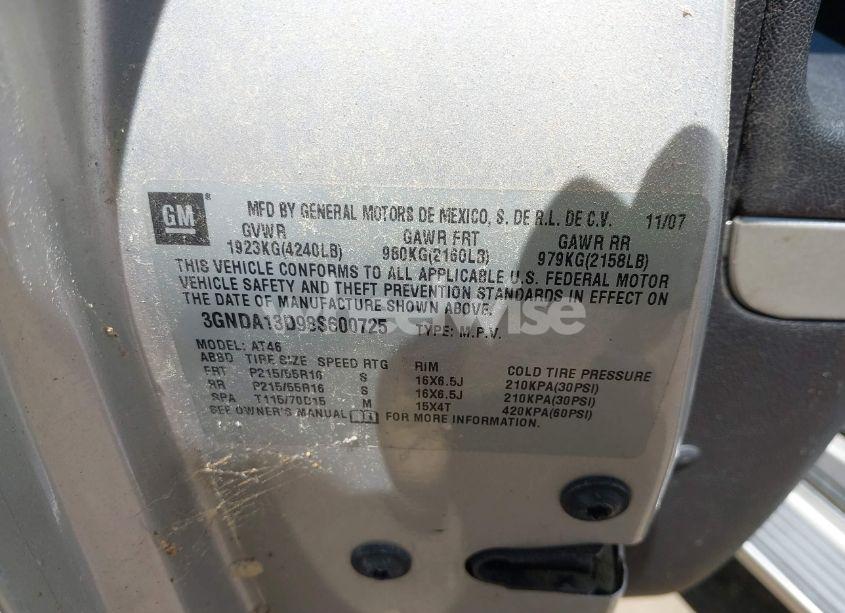 GM ®
MFD BY GENERAL MOTORS DE MEXICO, S. DE R.L. DE C.V. 11/07
GVWR GAWR FRT GAWR RR
1923KG(4240LB) 980KG(2160LB) 979KG(2158LB)
THIS VEHICLE CONFORMS TO ALL APPLICABLE U.S. FEDERAL MOTOR
VEHICLE SAFETY AND THEFT PREVENTION STANDARDS IN EFFECT ON
THE DATE OF MANUFACTURE SHOWN ABOVE.
3GNDA13D98S600725 TYPE: M.P.V.
MODEL: AT46
TIRE SIZE SPEED RTG RIM COLD TIRE PRESSURE
FRT P215/55R16 S 16X6.5J 210KPA(30PSI)
RR P215/55R16 S 16X6.5J 210KPA(30PSI)
SPA T115/70D15 M 15X4T 420KPA(60PSI)
SEE OWNER'S MANUAL FOR MORE INFORMATION.